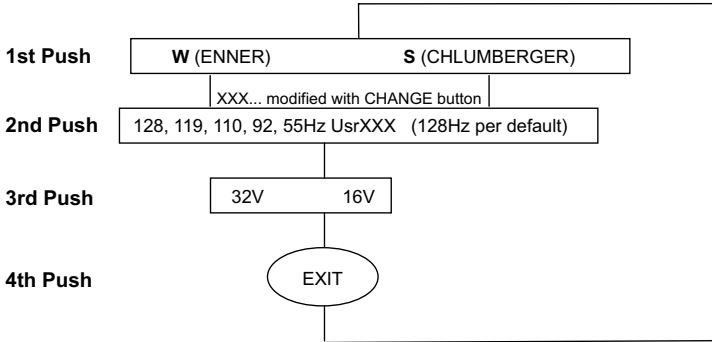 1st Push W (ENNER) S (CHLUMBERGER)
XXX... modified with CHANGE button
2nd Push 128, 119, 110, 92, 55Hz UsrXXX (128Hz per default)
3rd Push 32V 16V
4th Push EXIT